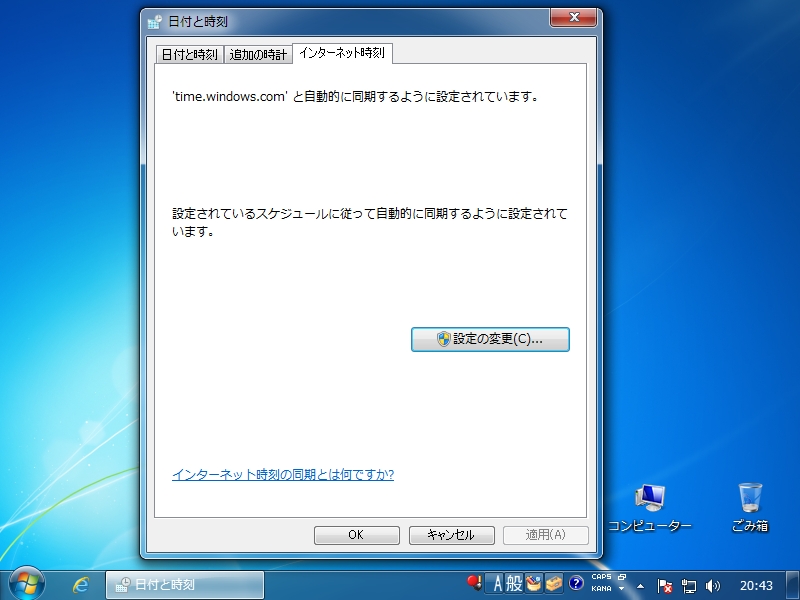 日付と時刻
日付と時刻
追加の時計
インターネット時刻
'time.windows.com' と自動的に同期するように設定されています。
設定されているスケジュールに従って自動的に同期するように設定されて
います。
設定の変更(C)...
インターネット時刻の同期とは何ですか?
OK
キャンセル
適用(A)
コンピューター
ごみ箱
日付と時刻
A 般
CAPS
KANA
20:43